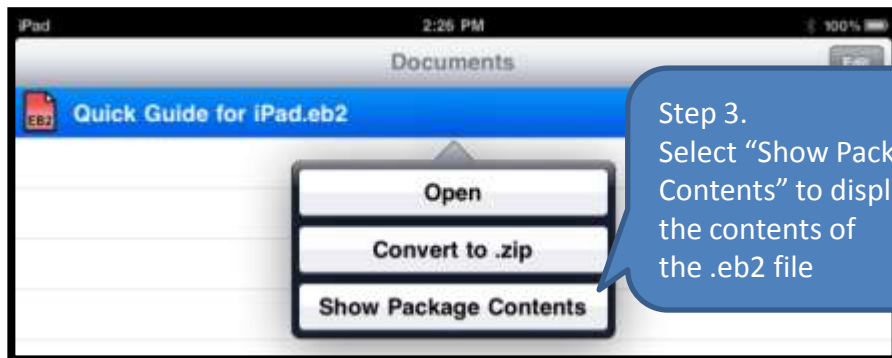 iPad 2:26 PM 100%
Documents Edit
EB2 Quick Guide for iPad.eb2
Open
Convert to .zip
Show Package Contents
Step 3.
Select “Show Pack
Contents” to displ
the contents of
the .eb2 file